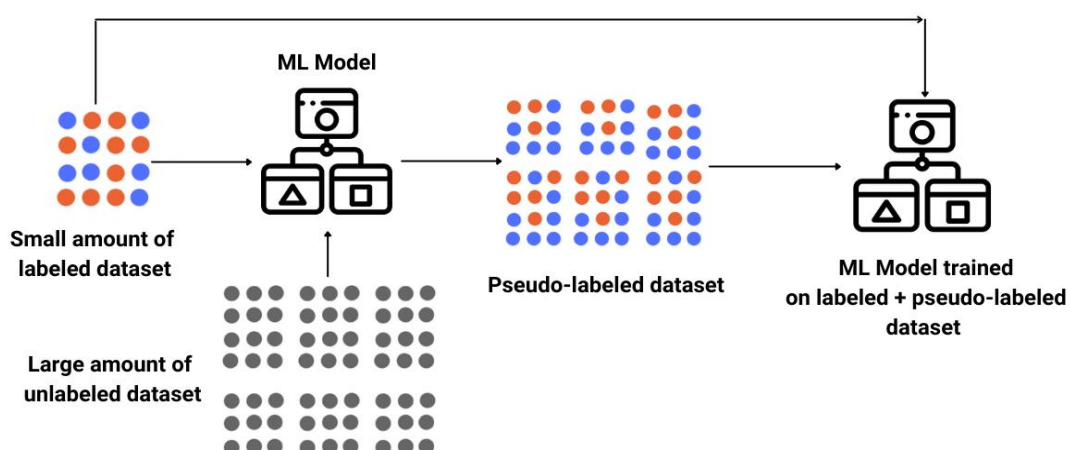 ML Model
Small amount of
labeled dataset
Pseudo-labeled dataset
ML Model trained
on labeled + pseudo-labeled
dataset
Large amount of
unlabeled dataset